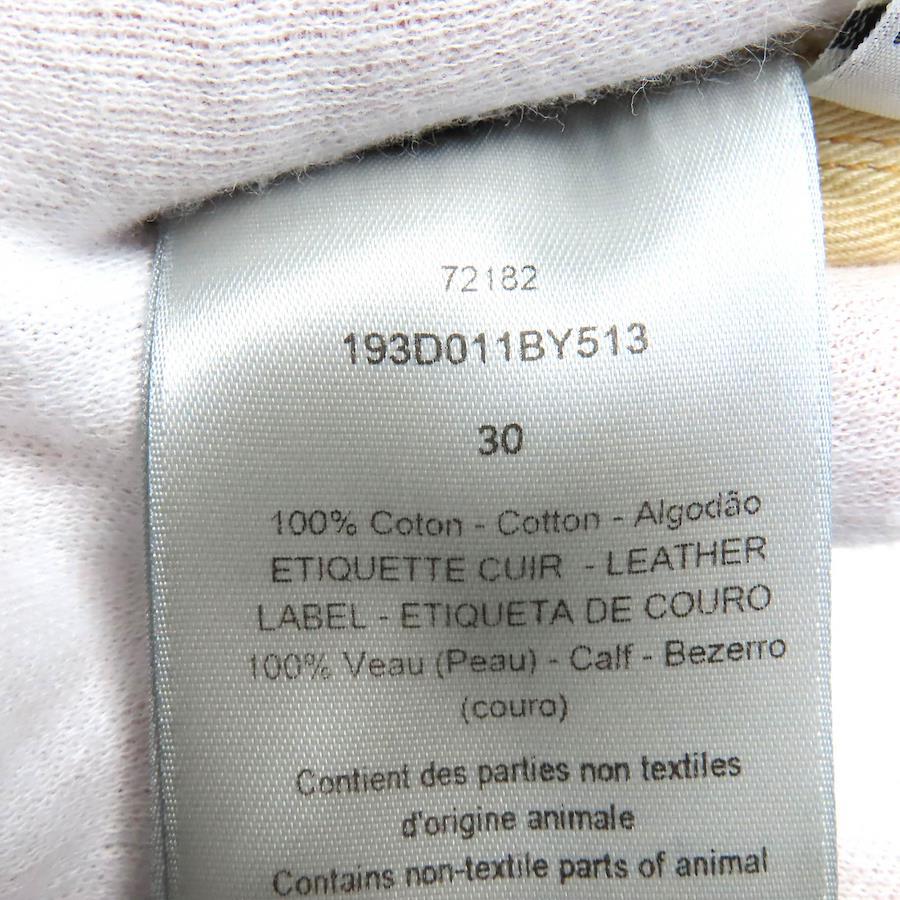 72182
193D011BY513
30
100% Coton - Cotton - Algodão
ETIQUETTE CUIR - LEATHER
LABEL - ETIQUETA DE COURO
100% Veau (Peau) - Calf - Bezerro
(couro)
Contient des parties non textiles
d'origine animale
Contains non-textile parts of animal